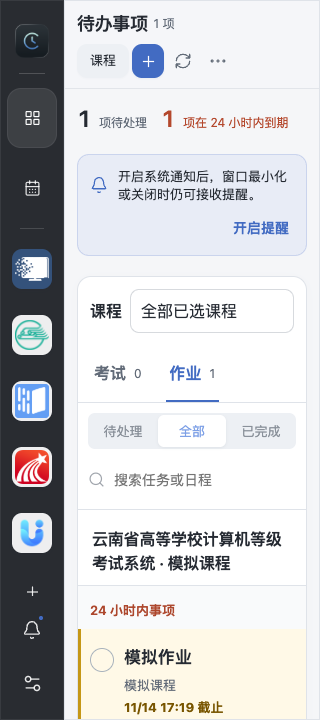 待办事项 1 项
课程
1 项待处理 1 项在 24 小时内到期
开启系统通知后，窗口最小化
或关闭时仍可接收提醒。
开启提醒
课程 全部已选课程
考试 0 作业 1
待处理 全部 已完成
搜索任务或日程
云南省高等学校计算机等级
考试系统 · 模拟课程
24 小时内事项
模拟作业
模拟课程
11/14 17:19 截止